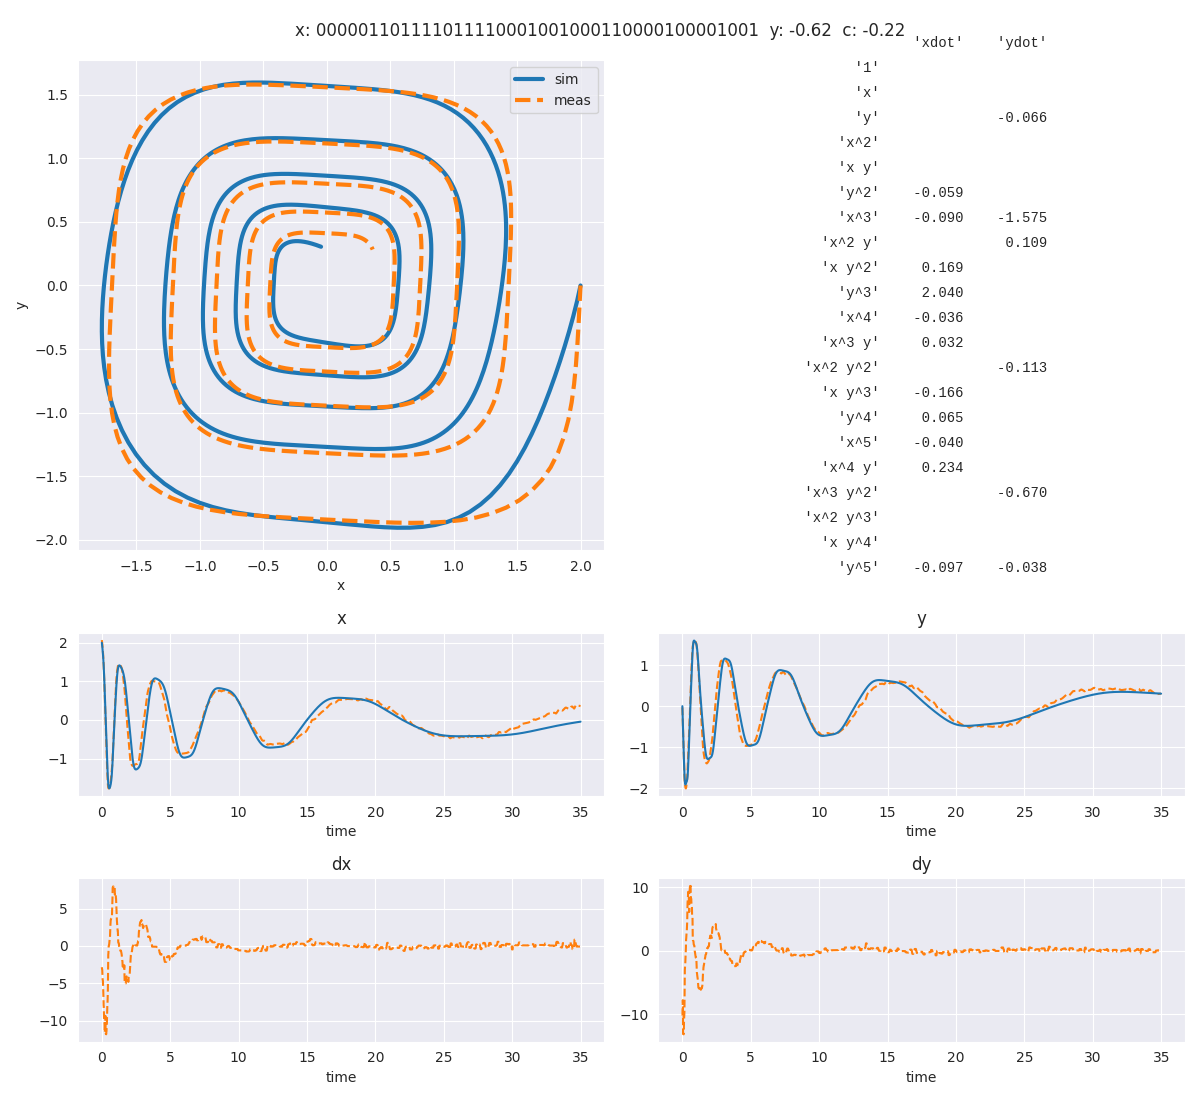 x: 000001101111011110001001000110000100001001  y: -0.62  c: -0.22
'xdot' 'ydot'
'1'
'x'
'y' -0.066
'x^2'
'x y'
'y^2' -0.059
'x^3' -0.090 -1.575
'x^2 y' 0.109
'x y^2' 0.169
'y^3' 2.040
'x^4' -0.036
'x^3 y' 0.032
'x^2 y^2' -0.113
'x y^3' -0.166
'y^4' 0.065
'x^5' -0.040
'x^4 y' 0.234
'x^3 y^2' -0.670
'x^2 y^3'
'x y^4'
'y^5' -0.097 -0.038
sim
meas
1.5
1.0
0.5
0.0
−0.5
−1.0
−1.5
−2.0
y
−1.5 −1.0 −0.5 0.0 0.5 1.0 1.5 2.0
x
x
2
1
0
−1
0 5 10 15 20 25 30 35
time
y
1
0
−1
−2
0 5 10 15 20 25 30 35
time
dx
5
0
−5
−10
0 5 10 15 20 25 30 35
time
dy
10
0
−10
0 5 10 15 20 25 30 35
time